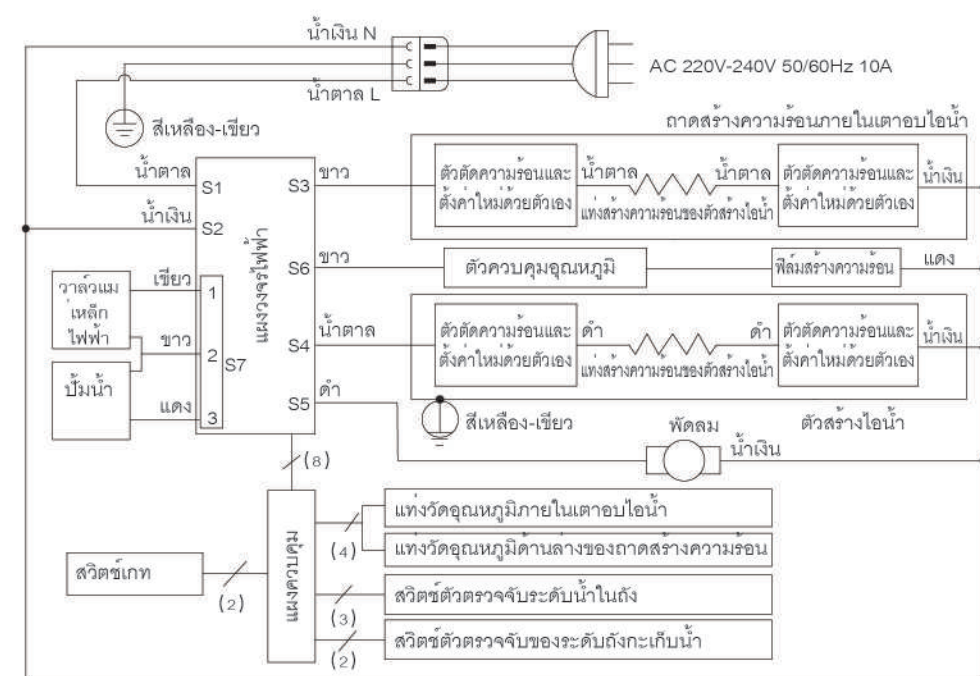 น้ำเงิน N
AC 220V-240V 50/60Hz 10A
น้ำตาล L
สีเหลือง-เขียว
ถาดสร้างความร้อนภายในเตาอบไอน้ำ
น้ำตาล
S1
S3
ขาว
ตัวตัดความร้อนและ
ตั้งค่าใหม่ด้วยตัวเอง
น้ำตาล
น้ำตาล
แท่งสร้างความร้อนของตัวสร้างไอน้ำ
ตัวตัดความร้อนและ
ตั้งค่าใหม่ด้วยตัวเอง
น้ำเงิน
น้ำเงิน
S2
แผงวงจรไฟฟ้า
S6
ขาว
ตัวควบคุมอุณหภูมิ
ฟิล์มสร้างความร้อน
แดง
วาล์วแม
่เหล็ก
ไฟฟ้า
เขียว
1
ขาว
2
S7
ปั้มน้ำ
แดง
3
S4
น้ำตาล
ตัวตัดความร้อนและ
ตั้งค่าใหม่ด้วยตัวเอง
ดำ
ดำ
แท่งสร้างความร้อนของตัวสร้างไอน้ำ
ตัวตัดความร้อนและ
ตั้งค่าใหม่ด้วยตัวเอง
น้ำเงิน
S5
ดำ
สีเหลือง-เขียว
ตัวสร้างไอน้ำ
พัดลม
น้ำเงิน
(8)
แผงควบคุม
สวิตช์เกท
(2)
(4)
แท่งวัดอุณหภูมิภายในเตาอบไอน้ำ
แท่งวัดอุณหภูมิด้านล่างของถาดสร้างความร้อน
(3)
สวิตช์ตัวตรวจจับระดับน้ำในถัง
(2)
สวิตช์ตัวตรวจจับของระดับถังกะเก็บน้ำ